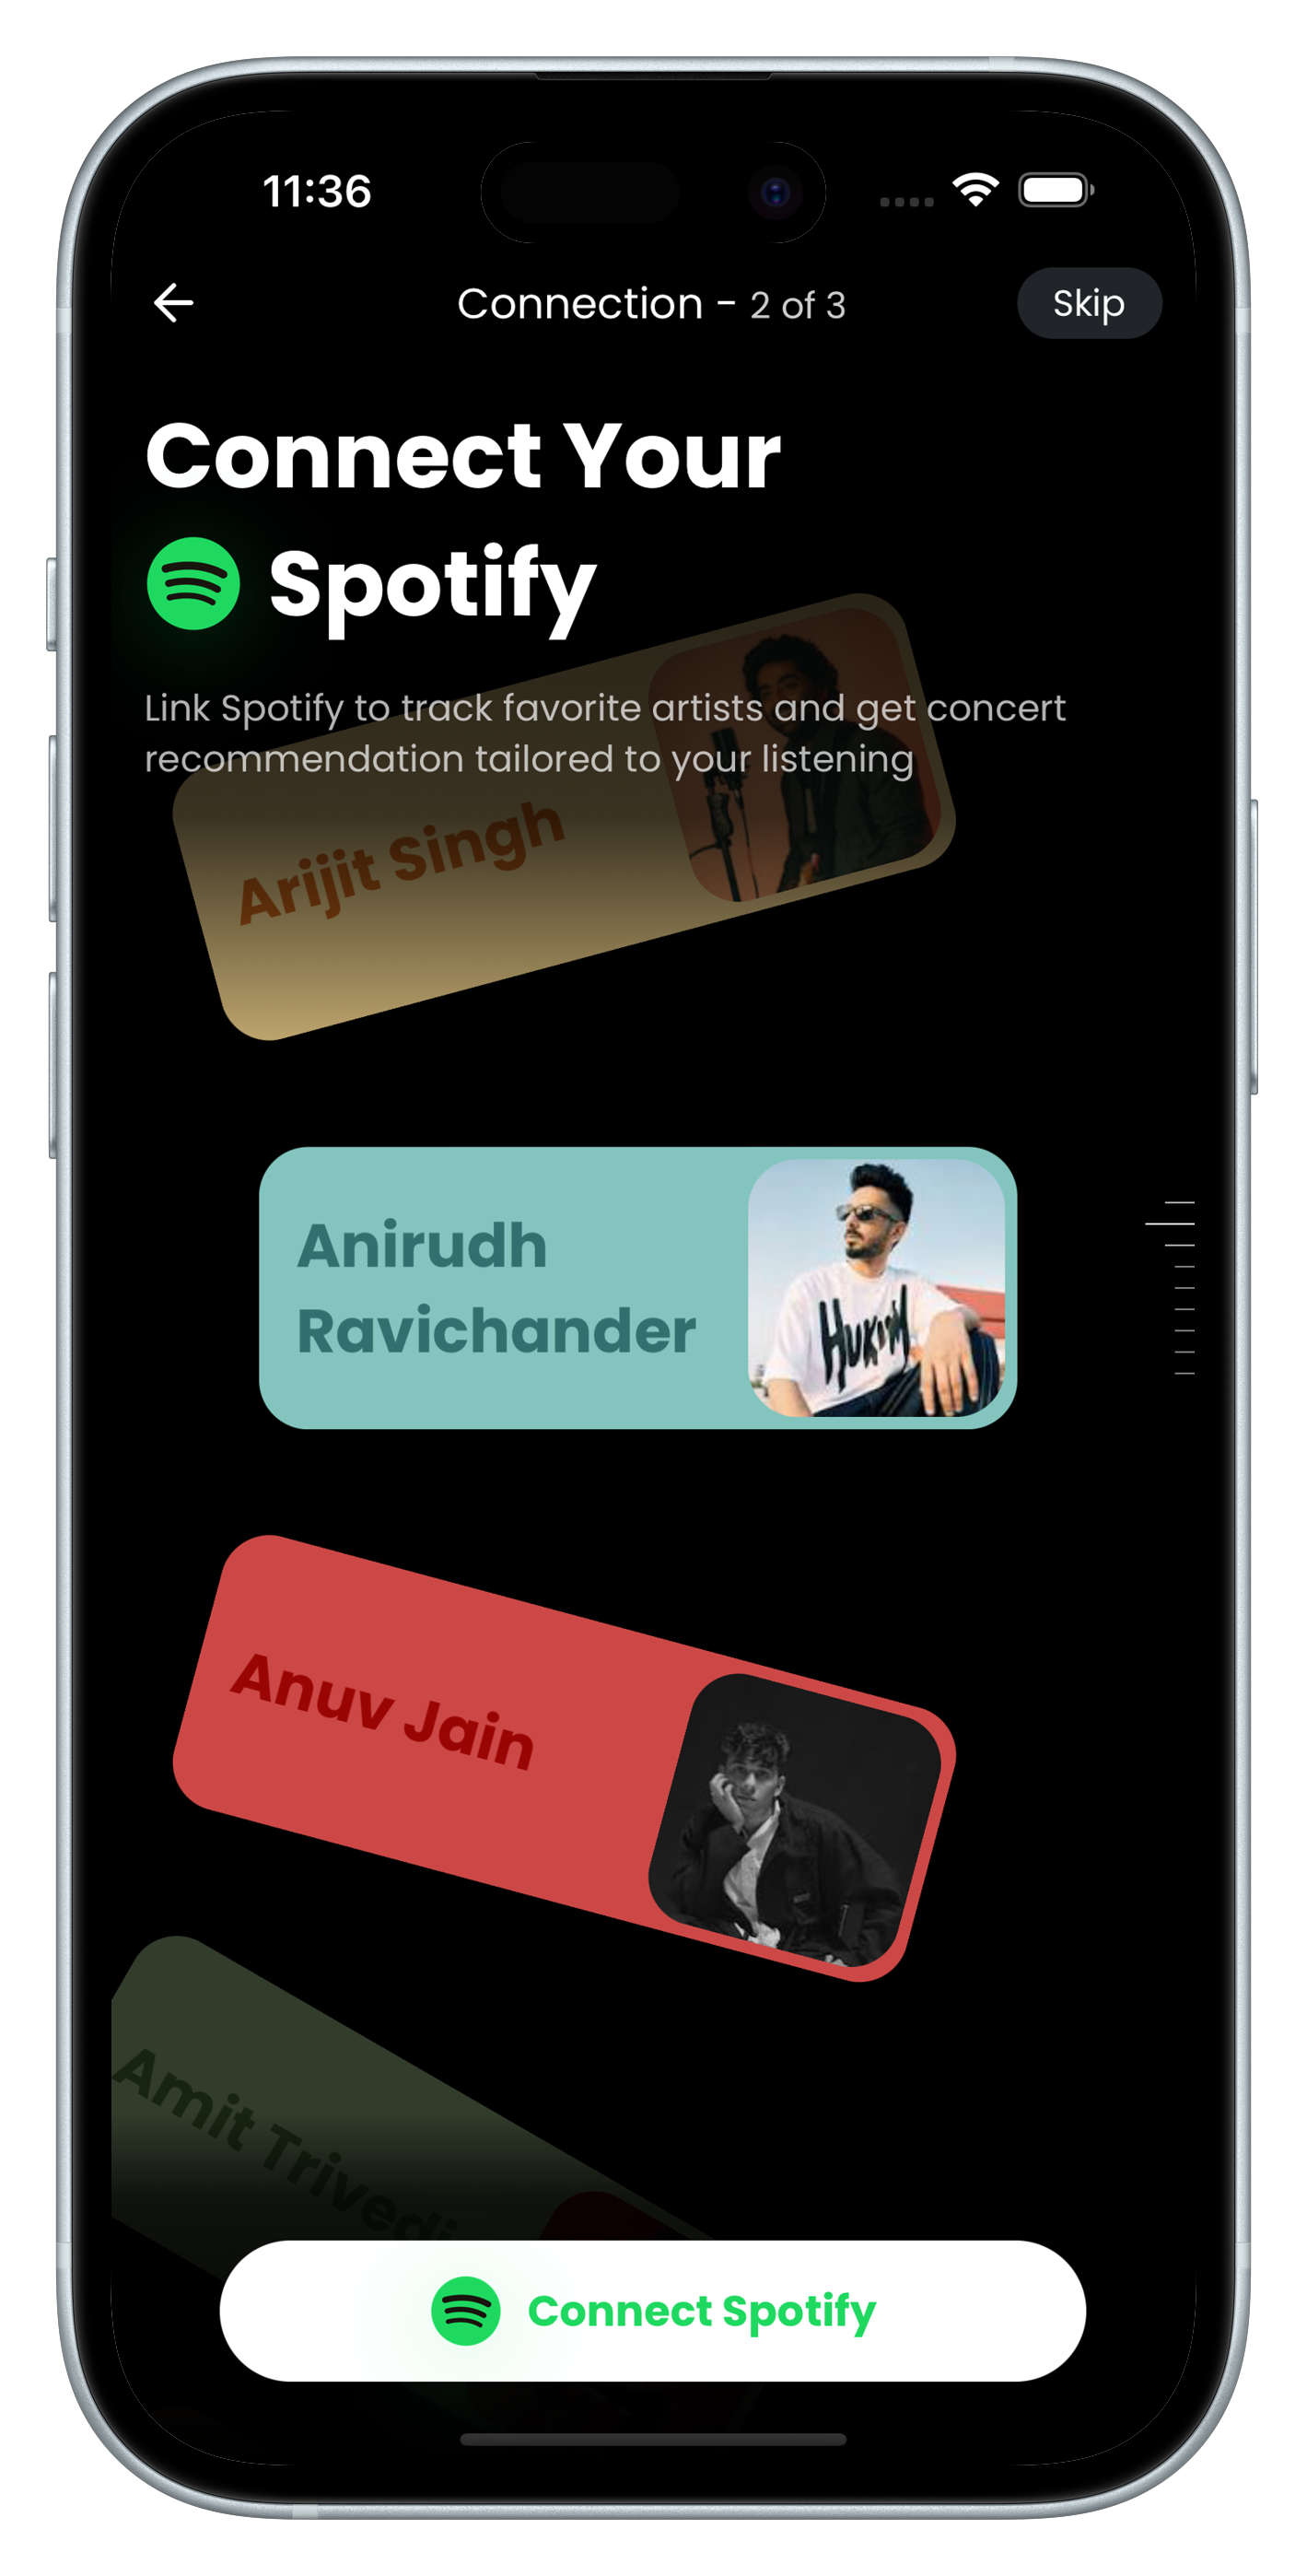 11:36
Connection - 2 of 3
Skip
Connect Your
Spotify
Link Spotify to track favorite artists and get concert
recommendation tailored to your listening
Arijit Singh
Anirudh
Ravichander
HUKUM
Anuv Jain
Amit Trivedi
Connect Spotify